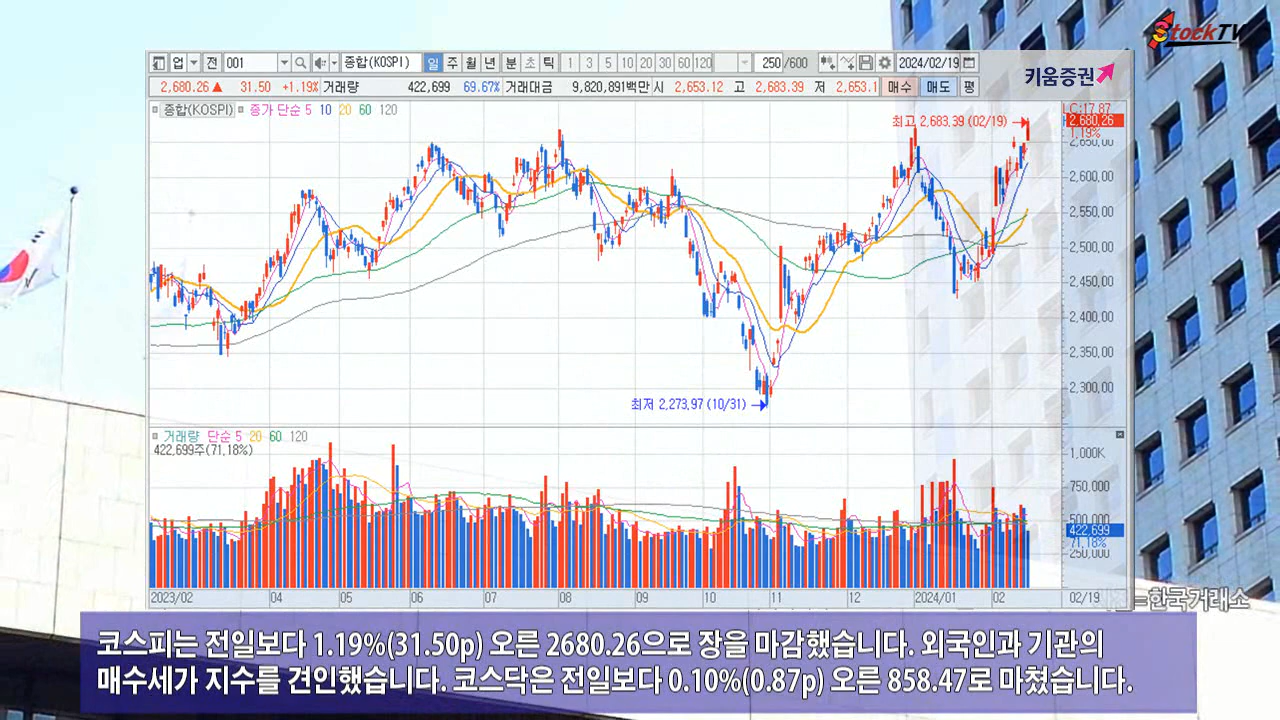 StockTV
업 전 001 종합(KOSPI) 일 주 월 년 분 초 틱 1 3 5 10 20 30 60 120 250 /600 2024/02/19
키움증권
2,680.26 ▲ 31.50 +1.19% 거래량 422,699 69.67% 거래대금 9,820,891백만 시 2,653.12 고 2,683.39 저 2,653.1 매수 매도 평
종합(KOSPI) 종가 단순 5 10 20 60 120
LC:17.87
최고 2,683.39 (02/19)
2,680.26
1.19%
2,650.00
2,600.00
2,550.00
2,500.00
2,450.00
2,400.00
2,350.00
2,300.00
최저 2,273.97 (10/31)
거래량 단순 5 20 60 120
422,699주(71.18%)
1,000K
750,000
500,000
422,699
71.18%
250,000
2023/02 04 05 06 07 08 09 10 11 12 2024/01 02 02/19
=한국거래소
코스피는 전일보다 1.19%(31.50p) 오른 2680.26으로 장을 마감했습니다. 외국인과 기관의
매수세가 지수를 견인했습니다. 코스닥은 전일보다 0.10%(0.87p) 오른 858.47로 마쳤습니다.